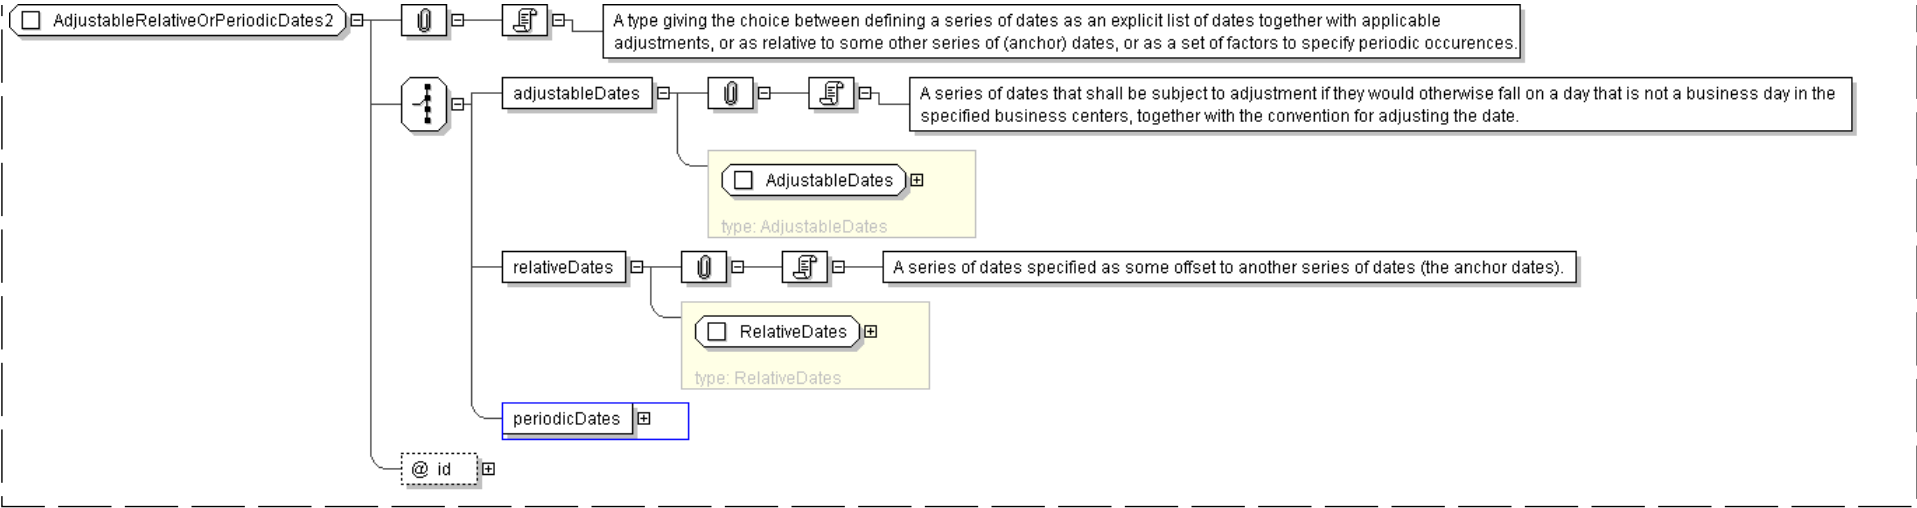 AdjustableRelativeOrPeriodicDates2
A type giving the choice between defining a series of dates as an explicit list of dates together with applicable
adjustments, or as relative to some other series of (anchor) dates, or as a set of factors to specify periodic occurences.
adjustableDates
A series of dates that shall be subject to adjustment if they would otherwise fall on a day that is not a business day in the
specified business centers, together with the convention for adjusting the date.
AdjustableDates
type: AdjustableDates
relativeDates
A series of dates specified as some offset to another series of dates (the anchor dates).
RelativeDates
type: RelativeDates
periodicDates
@ id